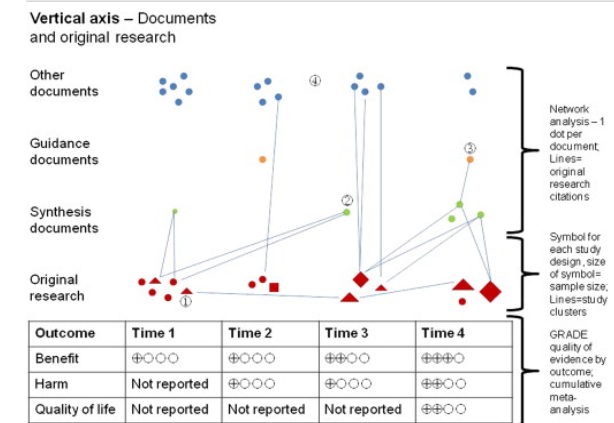 Vertical axis – Documents
and original research
Other
documents
④
Guidance
documents
③
Synthesis
documents
②
Original
research
①
Network
analysis – 1
dot per
document;
Lines=
original
research
citations
Symbol for
each study
design, size
of symbol=
sample size;
Lines=study
clusters
GRADE
quality of
evidence by
outcome;
cumulative
meta-
analysis
Outcome Time 1 Time 2 Time 3 Time 4
Benefit ⊕○○○ ⊕○○○ ⊕⊕○○ ⊕⊕⊕○
Harm Not reported ⊕○○○ ⊕○○○ ⊕⊕○○
Quality of life Not reported Not reported Not reported ⊕⊕○○